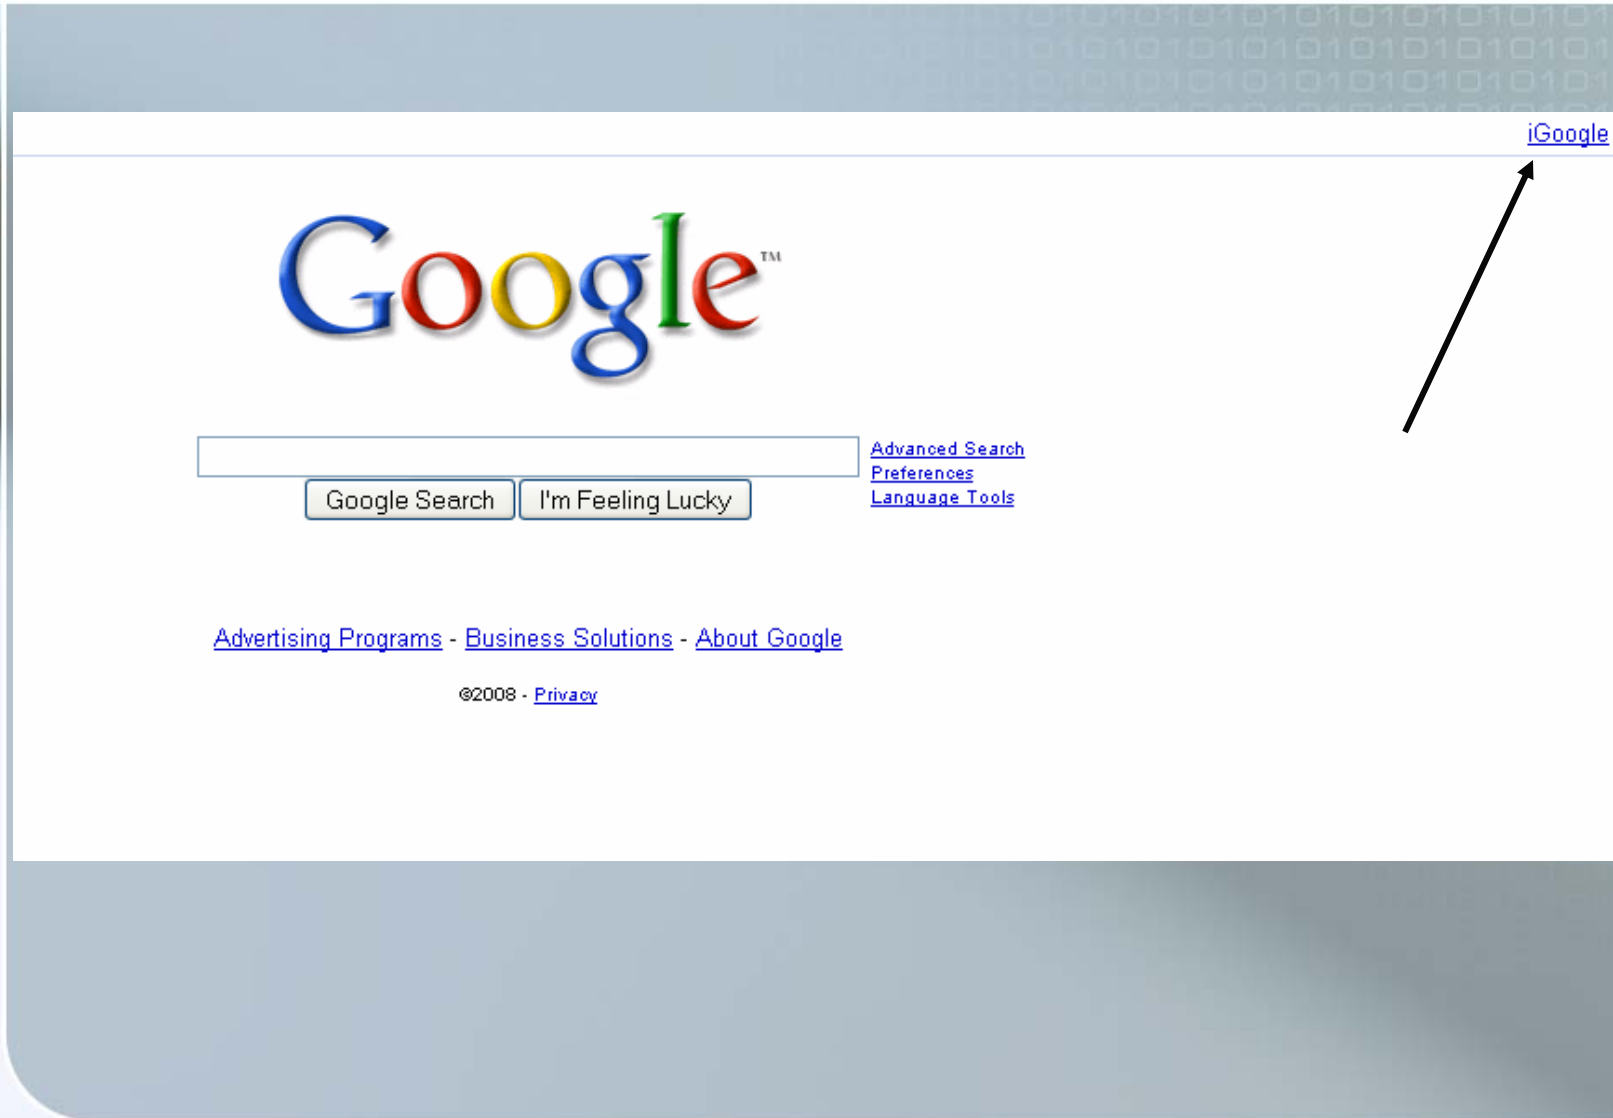 iGoogle
Google™
Advanced Search
Preferences
Language Tools
Google Search I'm Feeling Lucky
Advertising Programs - Business Solutions - About Google
©2008 - Privacy